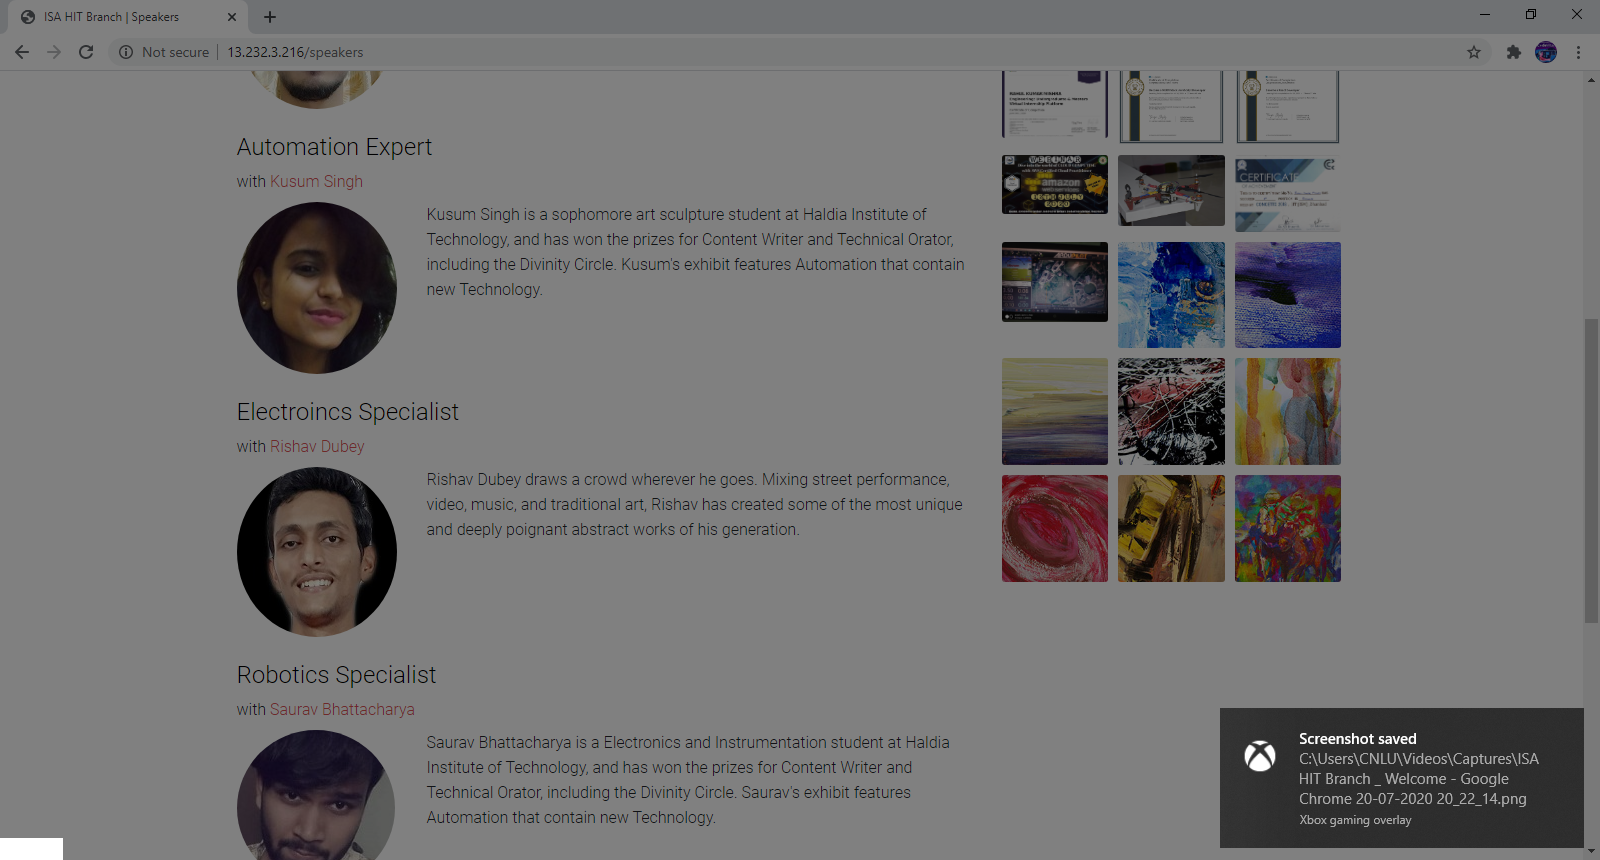 ISA HIT Branch | Speakers
Not secure | 13.232.3.216/speakers
Automation Expert
with Kusum Singh
Kusum Singh is a sophomore art sculpture student at Haldia Institute of
Technology, and has won the prizes for Content Writer and Technical Orator,
including the Divinity Circle. Kusum's exhibit features Automation that contain
new Technology.
Electroincs Specialist
with Rishav Dubey
Rishav Dubey draws a crowd wherever he goes. Mixing street performance,
video, music, and traditional art, Rishav has created some of the most unique
and deeply poignant abstract works of his generation.
Robotics Specialist
with Saurav Bhattacharya
Saurav Bhattacharya is a Electronics and Instrumentation student at Haldia
Institute of Technology, and has won the prizes for Content Writer and
Technical Orator, including the Divinity Circle. Saurav's exhibit features
Automation that contain new Technology.
WEBINAR
amazon
CERTIFICATE
Screenshot saved
C:\Users\CNLU\Videos\Captures\ISA
HIT Branch _ Welcome - Google
Chrome 20-07-2020 20_22_14.png
Xbox gaming overlay